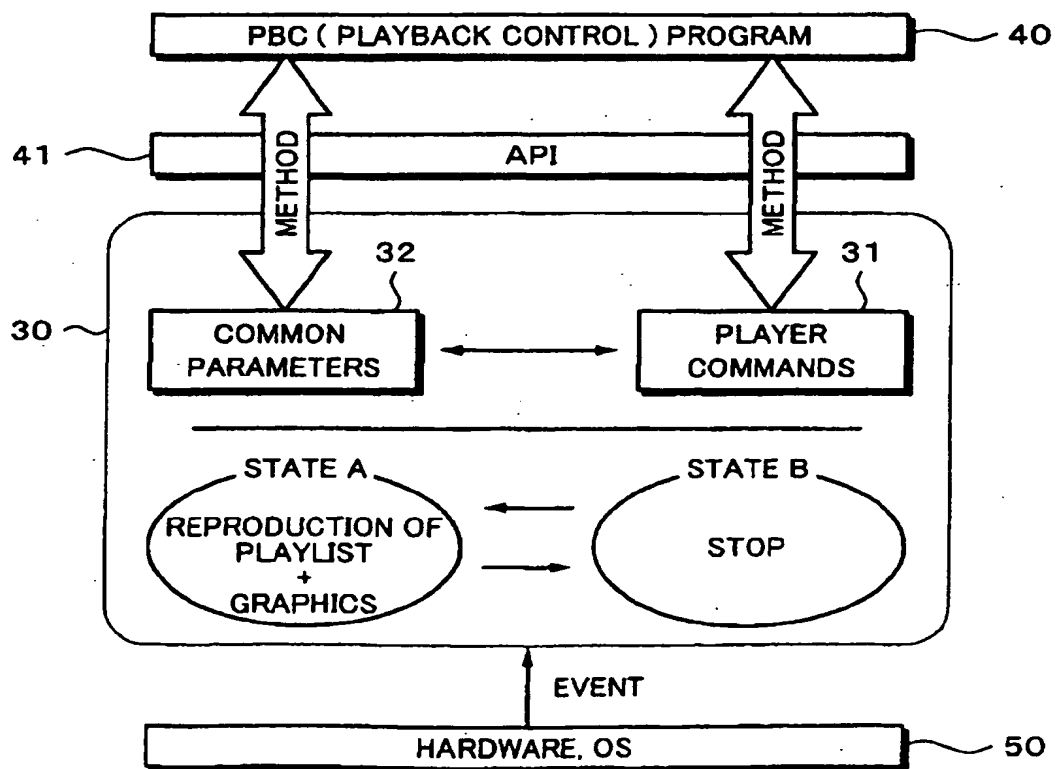 PBC ( PLAYBACK CONTROL ) PROGRAM
40
41
API
METHOD
METHOD
32
31
30
COMMON
PARAMETERS
PLAYER
COMMANDS
STATE A
REPRODUCTION OF
PLAYLIST
+
GRAPHICS
STATE B
STOP
EVENT
HARDWARE, OS
50